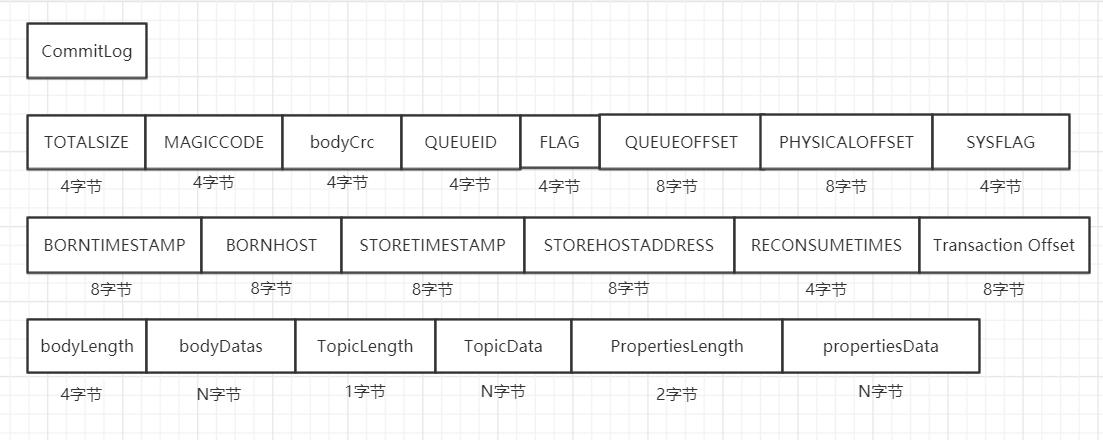 CommitLog
TOTALSIZE MAGICCODE bodyCrc QUEUEID FLAG QUEUEOFFSET PHYSICALOFFSET SYSFLAG
4字节 4字节 4字节 4字节 4字节 8字节 8字节 4字节
BORNTIMESTAMP BORNHOST STORETIMESTAMP STOREHOSTADDRESS RECONSUMETIMES Transaction Offset
8字节 8字节 8字节 8字节 4字节 8字节
bodyLength bodyDatas TopicLength TopicData PropertiesLength propertiesData
4字节 N字节 1字节 N字节 2字节 N字节